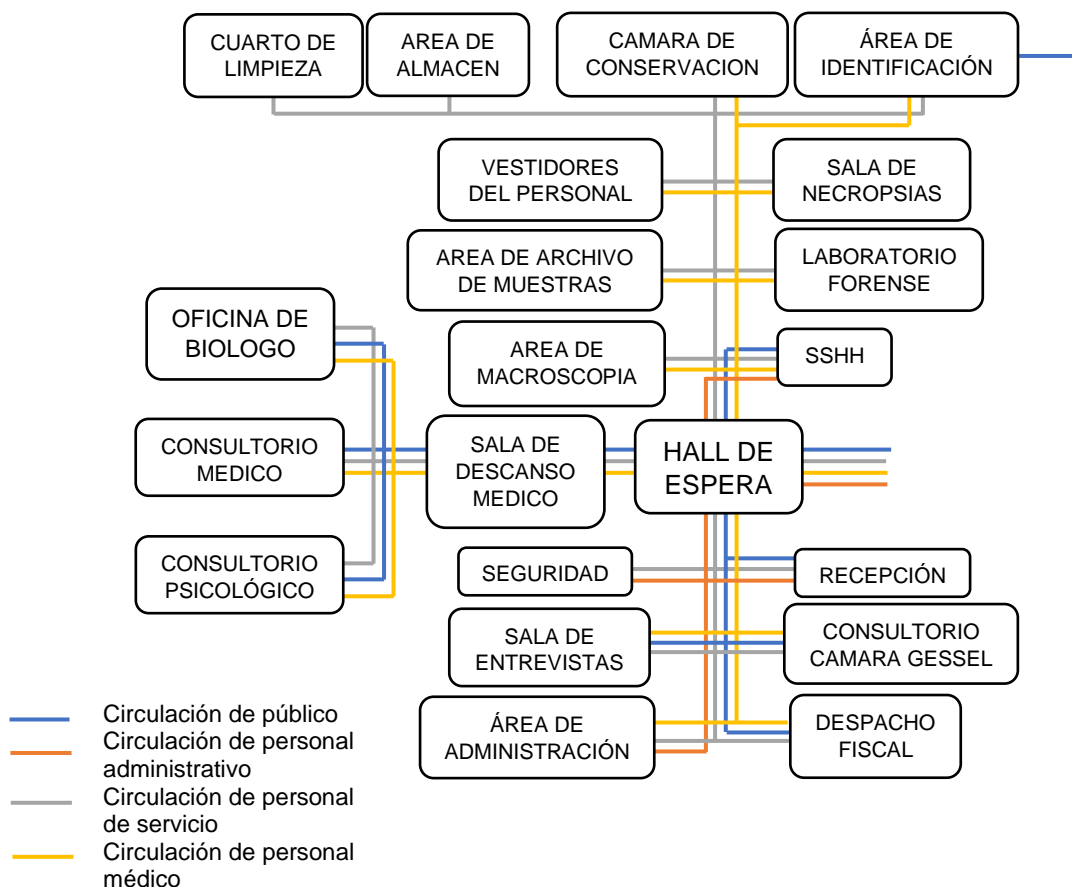 CUARTO DE
LIMPIEZA
AREA DE
ALMACEN
CAMARA DE
CONSERVACION
ÁREA DE
IDENTIFICACIÓN
VESTIDORES
DEL PERSONAL
SALA DE
NECROPSIAS
AREA DE ARCHIVO
DE MUESTRAS
LABORATORIO
FORENSE
OFICINA DE
BIOLOGO
AREA DE
MACROSCOPIA
SSHH
CONSULTORIO
MEDICO
SALA DE
DESCANSO
MEDICO
HALL DE
ESPERA
CONSULTORIO
PSICOLÓGICO
SEGURIDAD
RECEPCIÓN
SALA DE
ENTREVISTAS
CONSULTORIO
CAMARA GESSEL
ÁREA DE
ADMINISTRACIÓN
DESPACHO
FISCAL
Circulación de público
Circulación de personal
administrativo
Circulación de personal
de servicio
Circulación de personal
médico